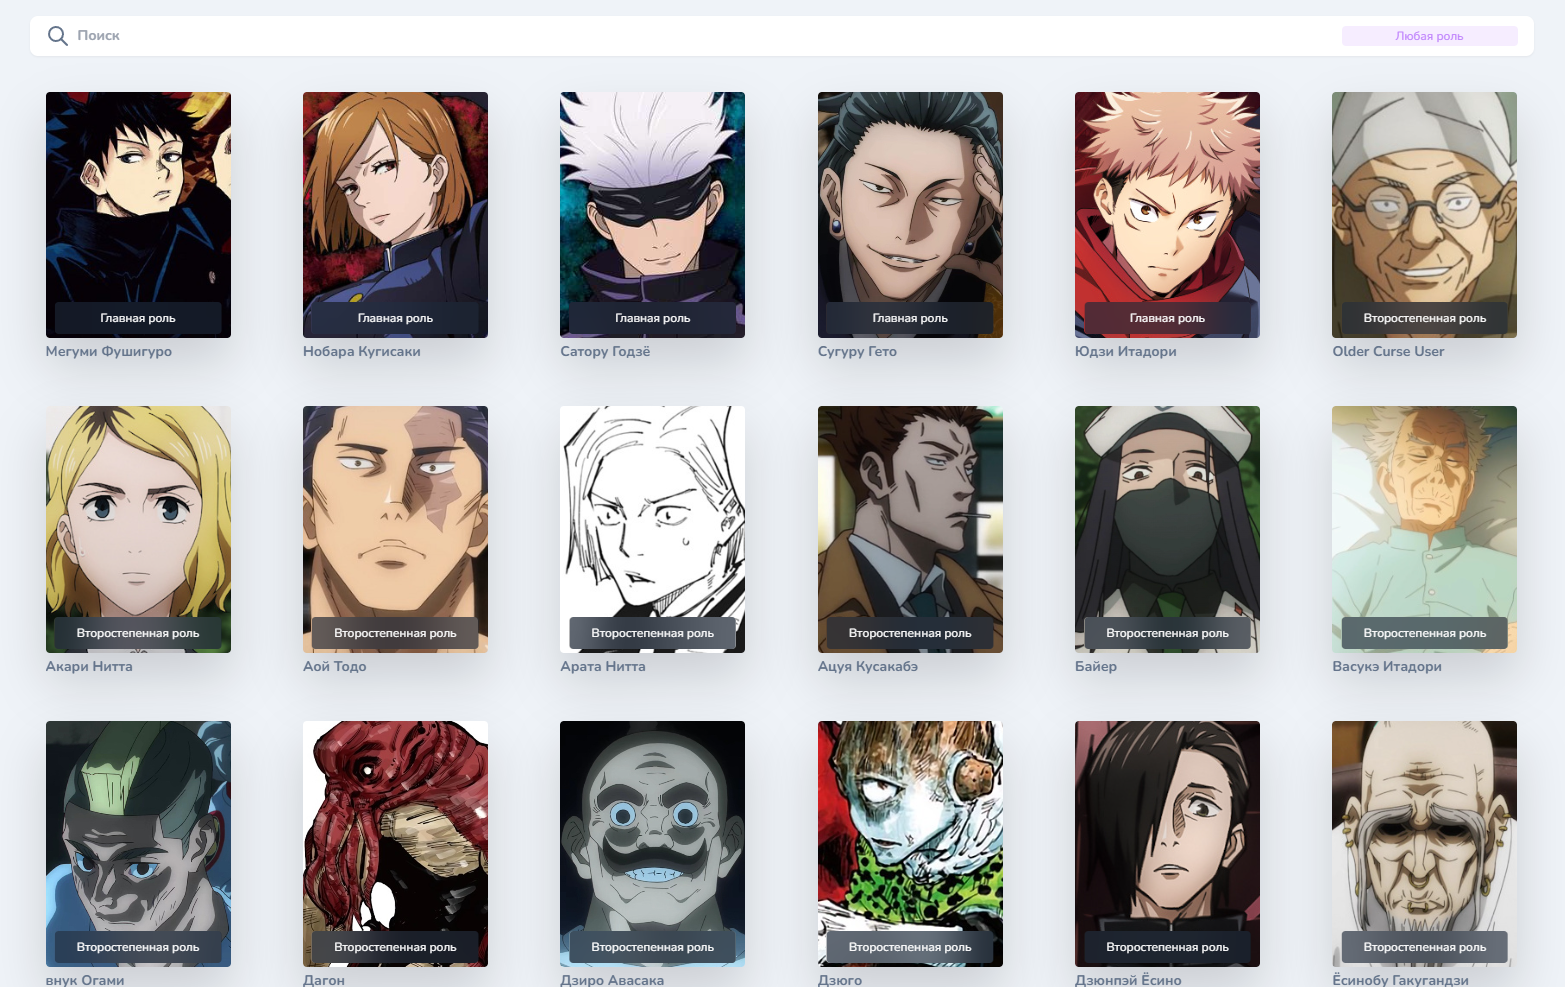 Поиск
Любая роль
Главная роль
Главная роль
Главная роль
Главная роль
Главная роль
Второстепенная роль
Мегуми Фушигуро
Нобара Кугисаки
Сатору Годзё
Сугуру Гето
Юдзи Итадори
Older Curse User
Второстепенная роль
Второстепенная роль
Второстепенная роль
Второстепенная роль
Второстепенная роль
Второстепенная роль
Акари Нитта
Аой Тодо
Арата Нитта
Ацуя Кусакабэ
Байер
Васукэ Итадори
Второстепенная роль
Второстепенная роль
Второстепенная роль
Второстепенная роль
Второстепенная роль
Второстепенная роль
внук Огами
Дагон
Дзиро Авасака
Дзюго
Дзюнпэй Ёсино
Ёсинобу Гакугандзи